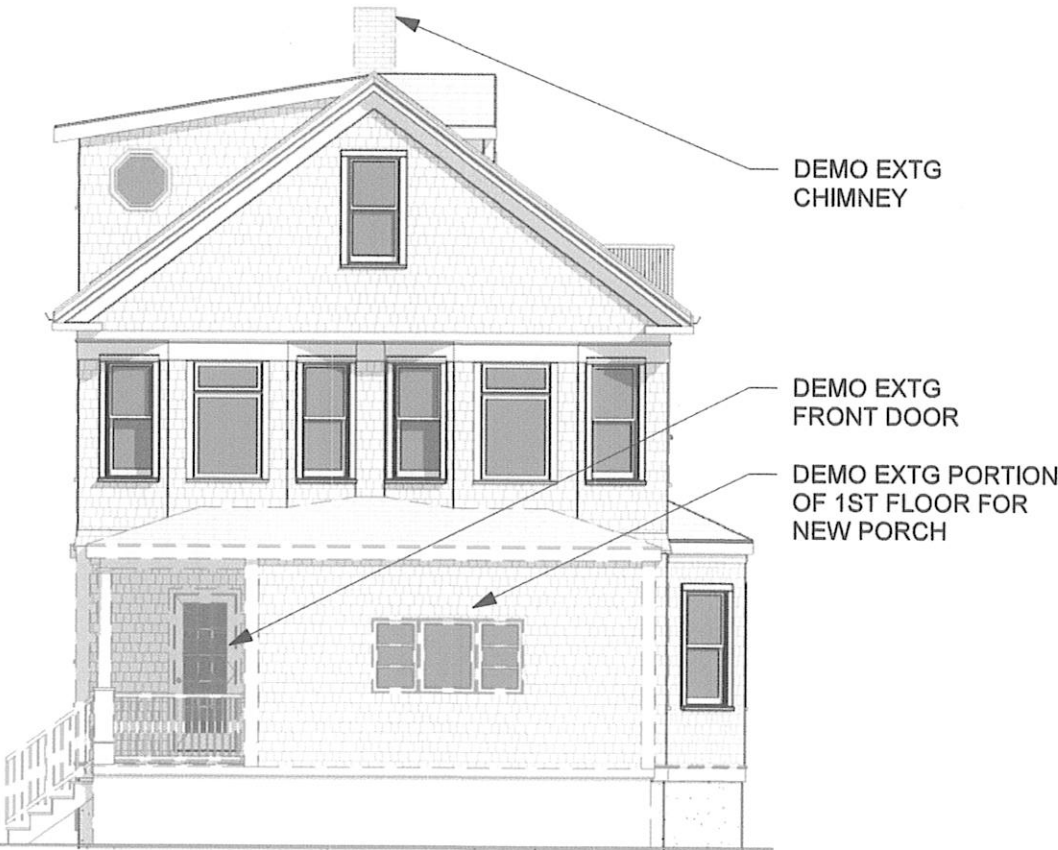 DEMO EXTG
CHIMNEY
DEMO EXTG
FRONT DOOR
DEMO EXTG PORTION
OF 1ST FLOOR FOR
NEW PORCH